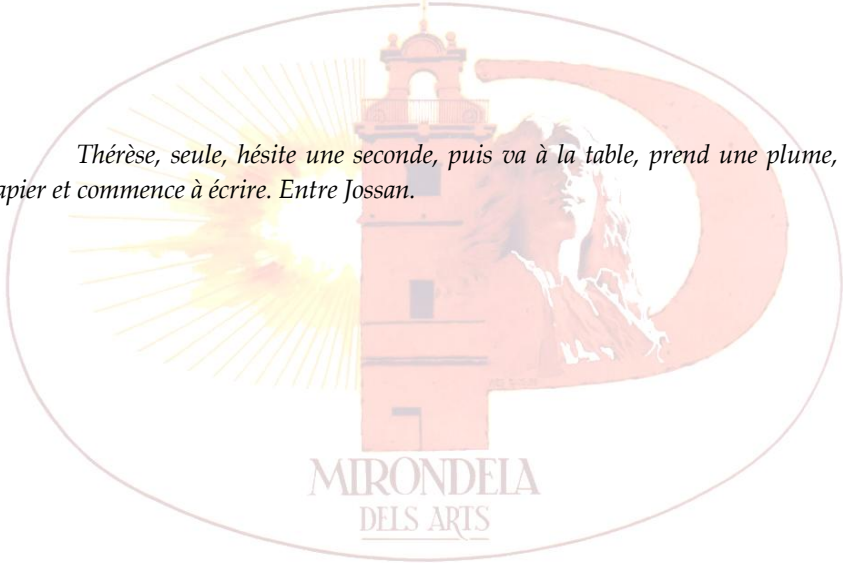 Thérèse, seule, hésite une seconde, puis va à la table, prend une plume,
apier et commence à écrire. Entre Jossan.
MIRONDELA
DELS ARTS